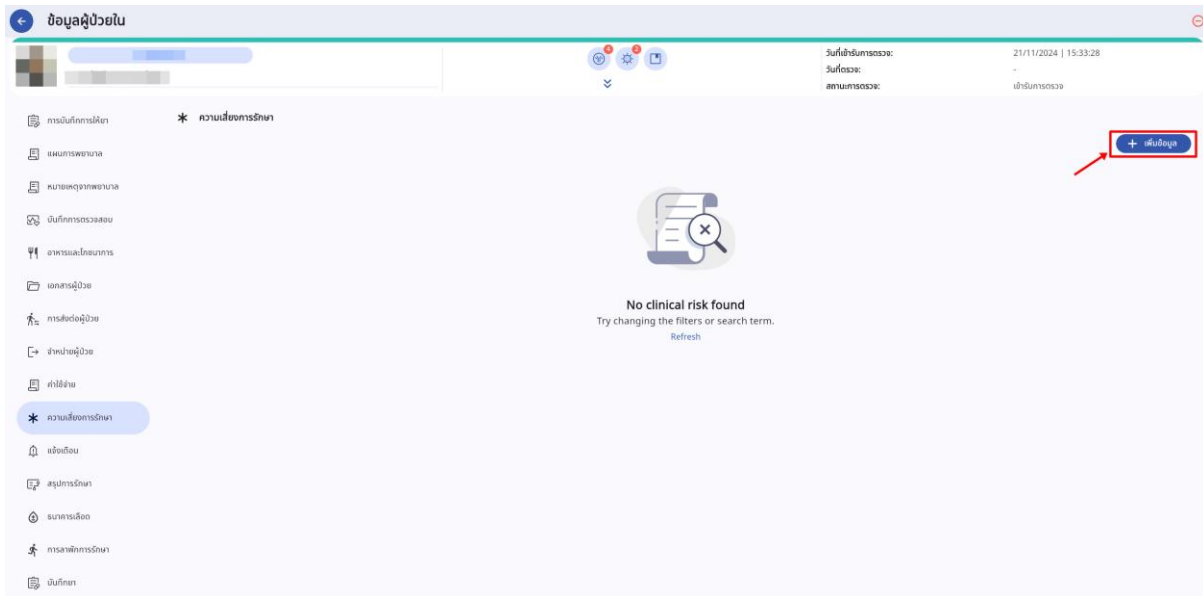 ข้อมูลผู้ป่วยใน
4
2
วันที่เข้ารับการตรวจ: 21/11/2024 | 15:33:28
วันที่ตรวจ: -
สถานะการตรวจ: เข้ารับการตรวจ
การบันทึกการให้ยา
แผนการพยาบาล
หมายเหตุจากพยาบาล
บันทึกการตรวจสอบ
อาหารและโภชนาการ
เอกสารผู้ป่วย
การส่งต่อผู้ป่วย
จำหน่ายผู้ป่วย
ค่าใช้จ่าย
ความเสี่ยงการรักษา
แจ้งเตือน
สรุปการรักษา
ธนาคารเลือด
การลาพักการรักษา
บันทึกยา
ความเสี่ยงการรักษา
เพิ่มข้อมูล
No clinical risk found
Try changing the filters or search term.
Refresh